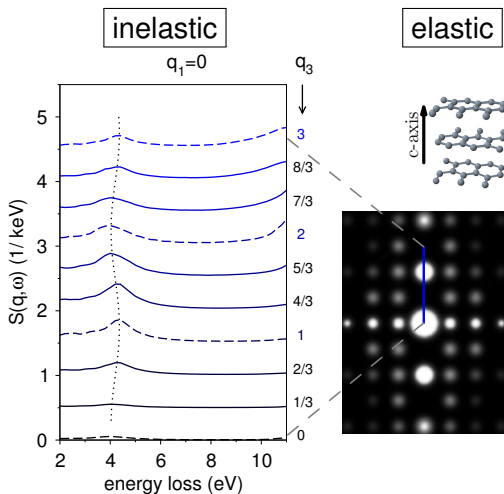 inelastic
elastic
q1=0
q3
5
4
3
2
1
0
S(q,ω) (1/ keV)
3
8/3
7/3
2
5/3
4/3
1
2/3
1/3
0
2 4 6 8 10
energy loss (eV)
c-axis